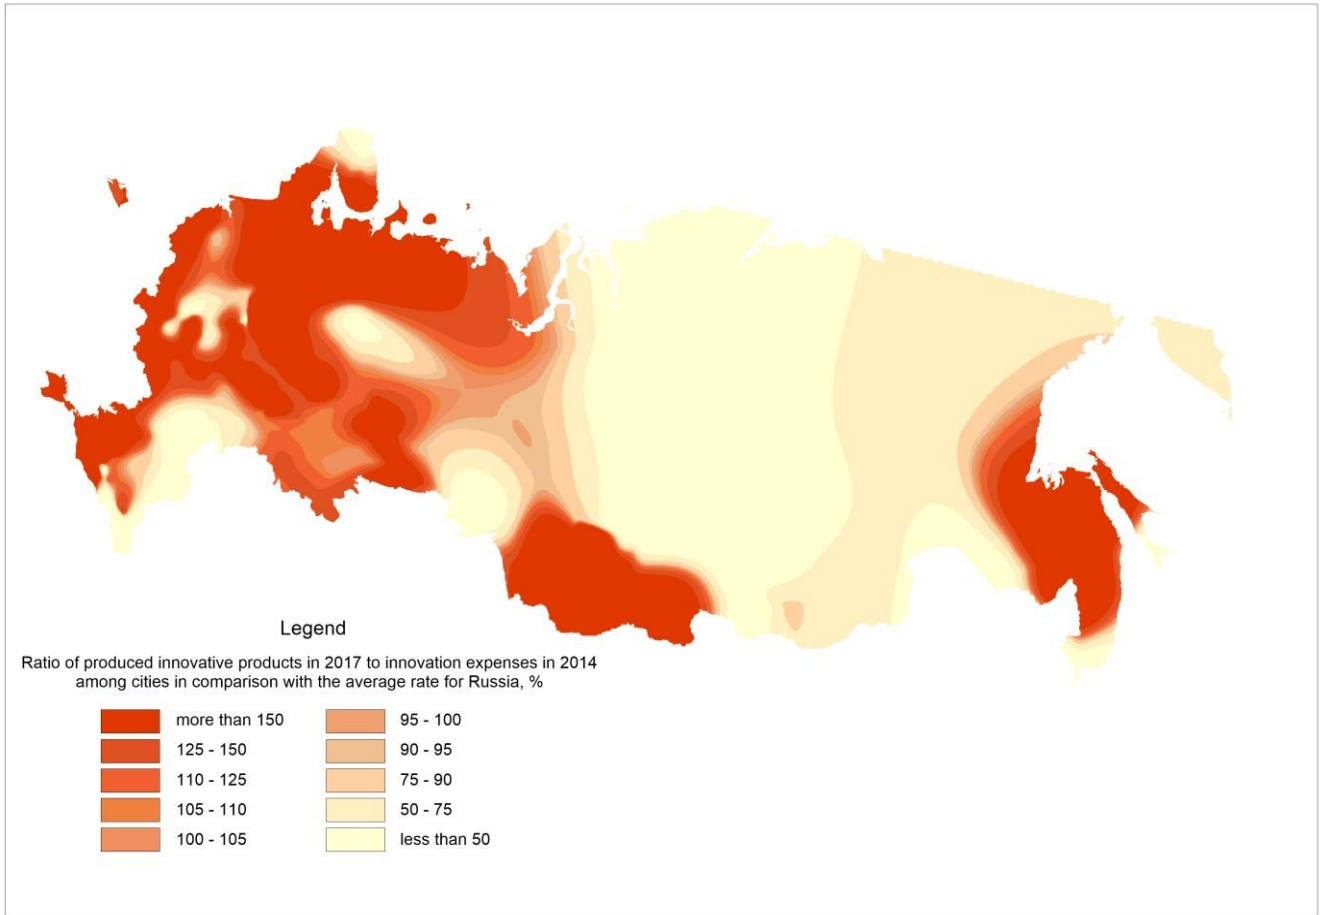 Legend
Ratio of produced innovative products in 2017 to innovation expenses in 2014
among cities in comparison with the average rate for Russia, %
more than 150
125 - 150
110 - 125
105 - 110
100 - 105
95 - 100
90 - 95
75 - 90
50 - 75
less than 50